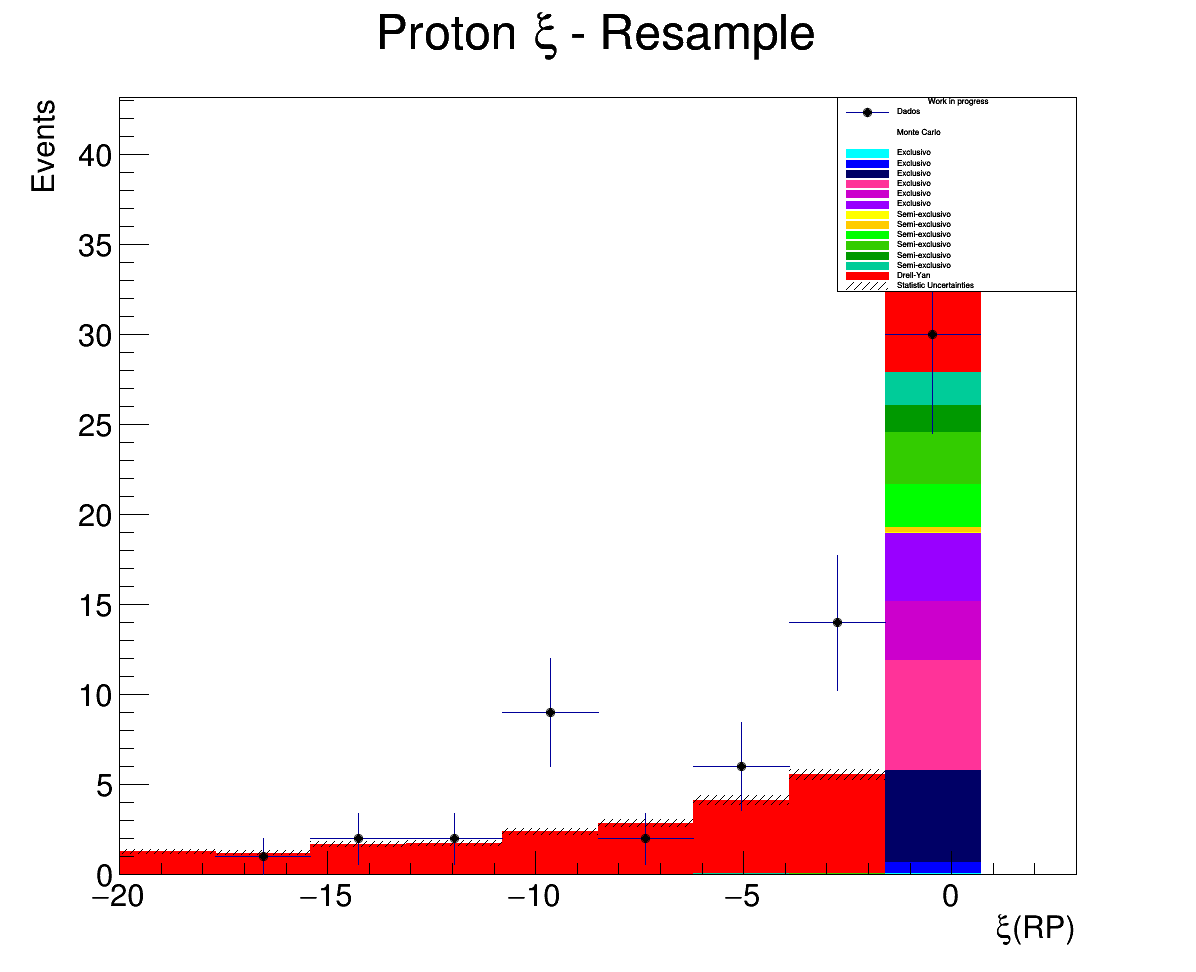 Proton ξ - Resample
Events
40
35
30
25
20
15
10
5
0
−20
−15
−10
−5
0
ξ(RP)
Work in progress
Dados
Monte Carlo
Exclusivo
Exclusivo
Exclusivo
Exclusivo
Exclusivo
Exclusivo
Semi-exclusivo
Semi-exclusivo
Semi-exclusivo
Semi-exclusivo
Semi-exclusivo
Semi-exclusivo
Drell-Yan
Statistic Uncertainties